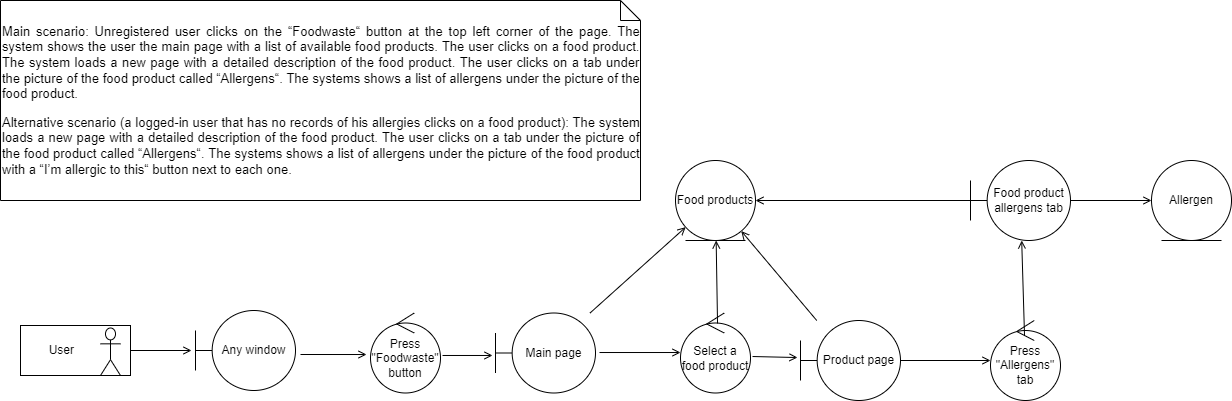 Main scenario: Unregistered user clicks on the “Foodwaste“ button at the top left corner of the page. The
system shows the user the main page with a list of available food products. The user clicks on a food product.
The system loads a new page with a detailed description of the food product. The user clicks on a tab under
the picture of the food product called “Allergens“. The systems shows a list of allergens under the picture of the
food product.
Alternative scenario (a logged-in user that has no records of his allergies clicks on a food product): The system
loads a new page with a detailed description of the food product. The user clicks on a tab under the picture of
the food product called “Allergens“. The systems shows a list of allergens under the picture of the food product
with a “I’m allergic to this“ button next to each one.
Food products
Food product
allergens tab
Allergen
User
Any window
Press
"Foodwaste"
button
Main page
Select a
food product
Product page
Press
"Allergens"
tab